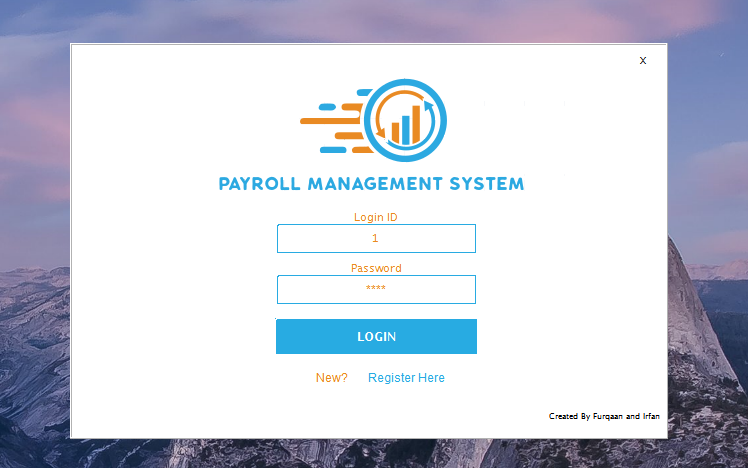 X
PAYROLL MANAGEMENT SYSTEM
Login ID
1
Password
****
LOGIN
New? Register Here
Created By Furqaan and Irfan